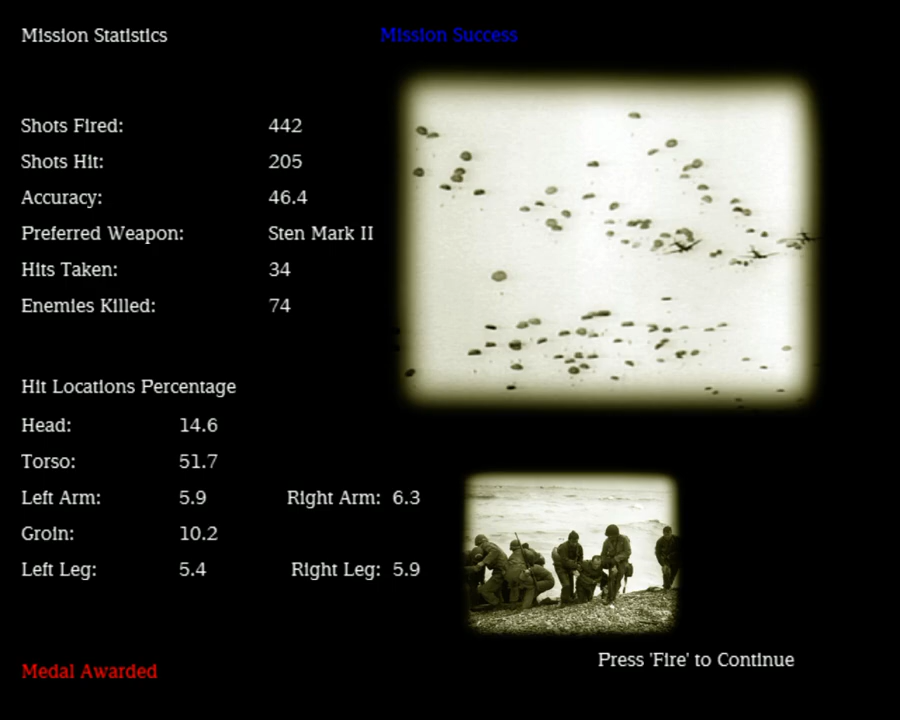 Mission Statistics Mission Success
Shots Fired: 442
Shots Hit: 205
Accuracy: 46.4
Preferred Weapon: Sten Mark II
Hits Taken: 34
Enemies Killed: 74
Hit Locations Percentage
Head: 14.6
Torso: 51.7
Left Arm: 5.9 Right Arm: 6.3
Groin: 10.2
Left Leg: 5.4 Right Leg: 5.9
Press 'Fire' to Continue
Medal Awarded